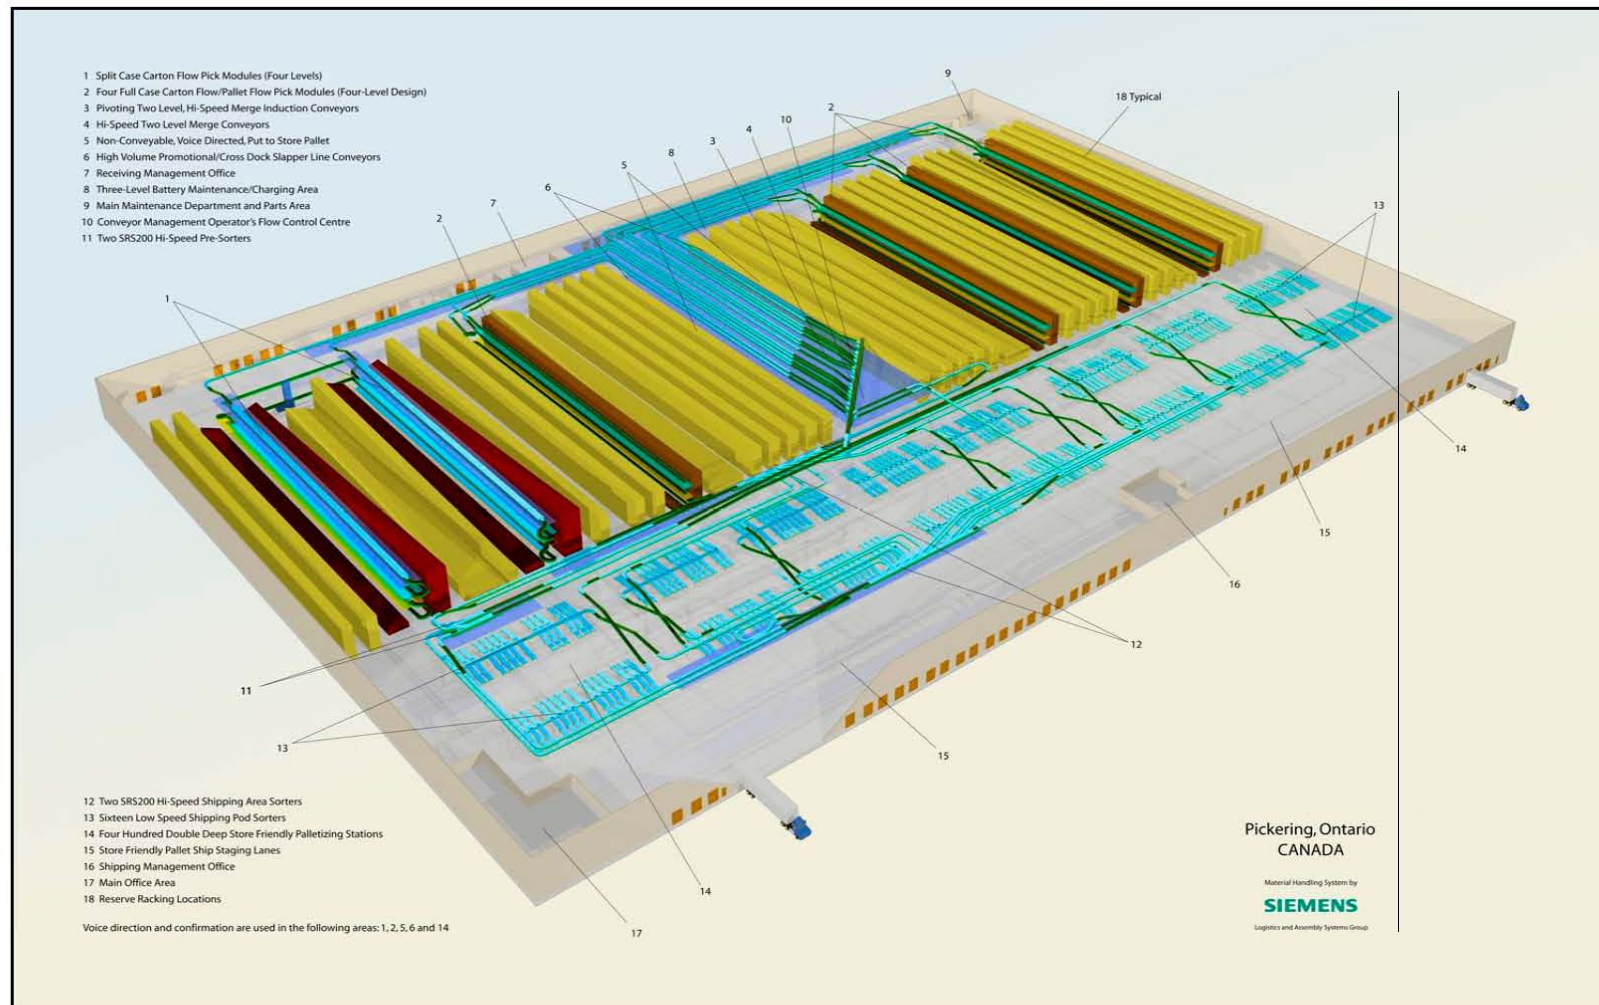 1 Split Case Carton Flow Pick Modules (Four Levels)
2 Four Full Case Carton Flow/Pallet Flow Pick Modules (Four-Level Design)
3 Pivoting Two Level, Hi-Speed Merge Induction Conveyors
4 Hi-Speed Two Level Merge Conveyors
5 Non-Conveyable, Voice Directed, Put to Store Pallet
6 High Volume Promotional/Cross Dock Slapper Line Conveyors
7 Receiving Management Office
8 Three-Level Battery Maintenance/Charging Area
9 Main Maintenance Department and Parts Area
10 Conveyor Management Operator's Flow Control Centre
11 Two SRS200 Hi-Speed Pre-Sorters
9
18 Typical
2
10
4
3
8
5
6
7
2
13
1
14
15
16
12
11
13
15
14
17
12 Two SRS200 Hi-Speed Shipping Area Sorters
13 Sixteen Low Speed Shipping Pod Sorters
14 Four Hundred Double Deep Store Friendly Palletizing Stations
15 Store Friendly Pallet Ship Staging Lanes
16 Shipping Management Office
17 Main Office Area
18 Reserve Racking Locations
Voice direction and confirmation are used in the following areas: 1, 2, 5, 6 and 14
Pickering, Ontario
CANADA
Material Handling System by
SIEMENS
Logistics and Assembly Systems Group